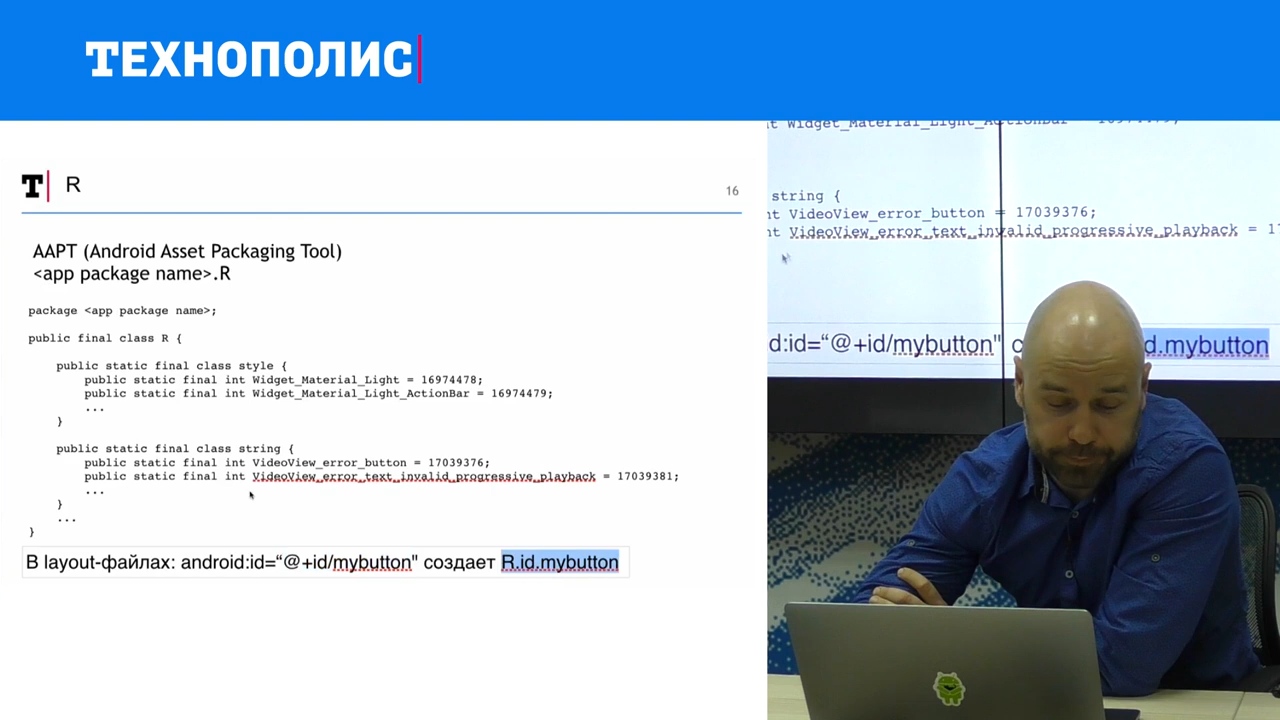 ТЕХНОПОЛИС
T R
16
AAPT (Android Asset Packaging Tool)
<app package name>.R
package <app package name>;
public final class R {
public static final class style {
public static final int Widget_Material_Light = 16974478;
public static final int Widget_Material_Light_ActionBar = 16974479;
...
}
public static final class string {
public static final int VideoView_error_button = 17039376;
public static final int VideoView_error_text_invalid_progressive_playback = 17039381;
...
}
...
}
В layout-файлах: android:id=“@+id/mybutton" создает R.id.mybutton
string {
nt VideoView_error_button = 17039376;
nt VideoView_error_text_invalid_progressive_playback = 17
d:id=“@+id/mybutton" с d.mybutton